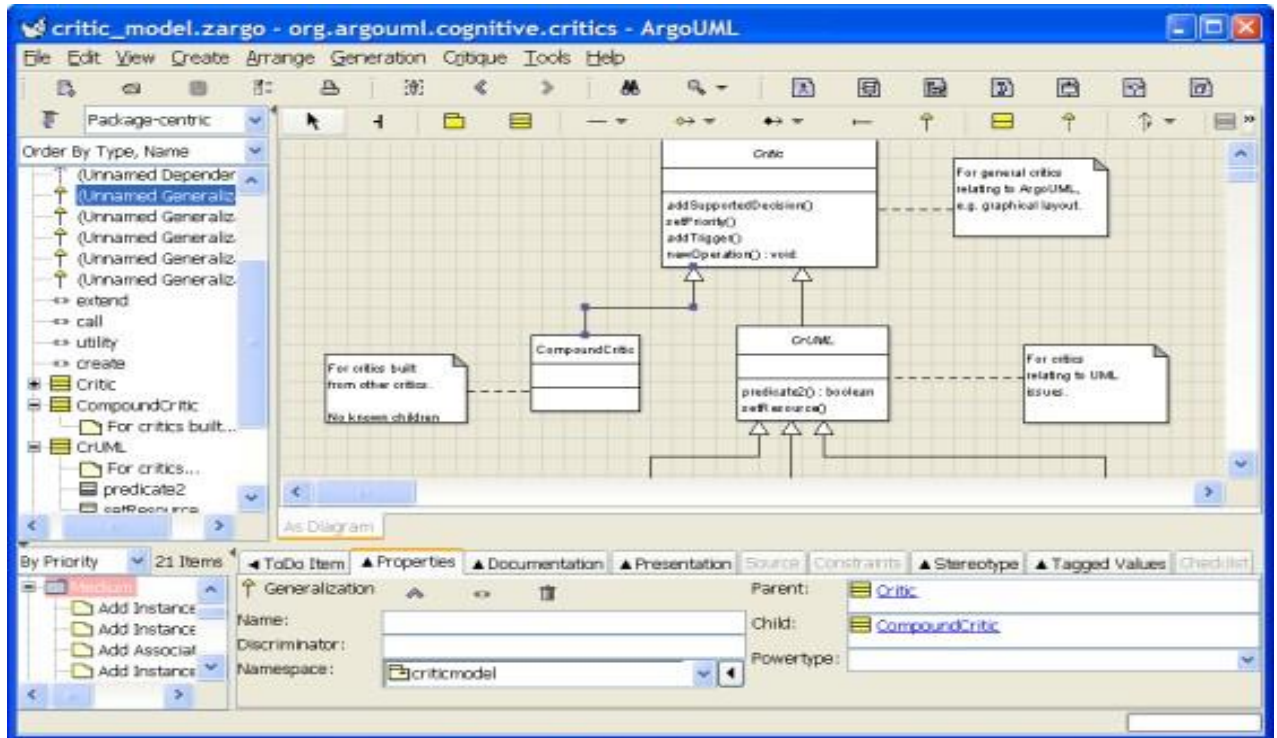 critic_model.zargo - org.argouml.cognitive.critics - ArgoUML
File Edit View Create Arrange Generation Critique Tools Help
Package-centric
Order By Type, Name
(Unnamed Depender
(Unnamed Generaliz
(Unnamed Generaliz
(Unnamed Generaliz
(Unnamed Generaliz
(Unnamed Generaliz
extend
call
utility
create
Critic
CompoundCritic
For critics built...
CrUML
For critics...
predicate2
setResource
Critic
addSupportedDecision()
setPriority()
addTrigger()
newOperation() : void
For general critics
relating to ArgoUML,
e.g. graphical layout.
CompoundCritic
For critics built
from other critics.
No known children
CrUML
predicate2() : boolean
setResource()
For critics
relating to UML
issues.
As Diagram
By Priority 21 Items
Medium
Add Instance
Add Instance
Add Associat
Add Instance
ToDo Item Properties Documentation Presentation Source Constraints Stereotype Tagged Values Checklist
Generalization
Name:
Discriminator:
Namespace: criticmodel
Parent: Critic
Child: CompoundCritic
Powertype: